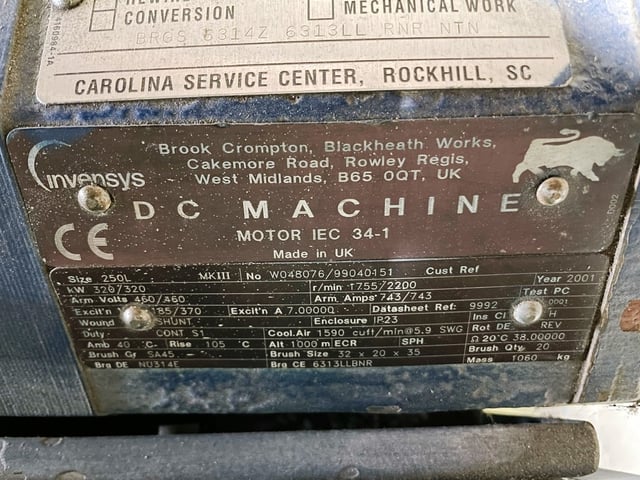 CONVERSION
MECHANICAL WORK
BRGS 6314Z 6313LL RNR NTN
CAROLINA SERVICE CENTER, ROCKHILL, SC
4160984-1A
invensys
Brook Crompton, Blackheath Works,
Cakemore Road, Rowley Regis,
West Midlands, B65 0QT, UK
DC MACHINE
CE
MOTOR IEC 34-1
Made in UK
Size 250L MKIII No W048076/99040151 Cust Ref Year 2001
kW 320/320 r/min 1755/2200 Test PC
Arm Volts 460/460 Arm Amps 743/743 0001
Excit'n 185/370 Excit'n A 7.00000 Datasheet Ref: 9992 Ins Cl H
Wound SHUNT Enclosure IP23 Rot DE REV
Duty CONT S1 Cool.Air 1590 cuft/min@5.9 SWG Ω 20°C 38.00000
Amb 40 °C Rise 105 °C Alt 1000 m ECR SPH Brush Qty 20
Brush Gr SA45 Brush Size 32 x 20 x 35 Mass 1060 kg
Brg DE NU314E Brg CE 6313LLBNR